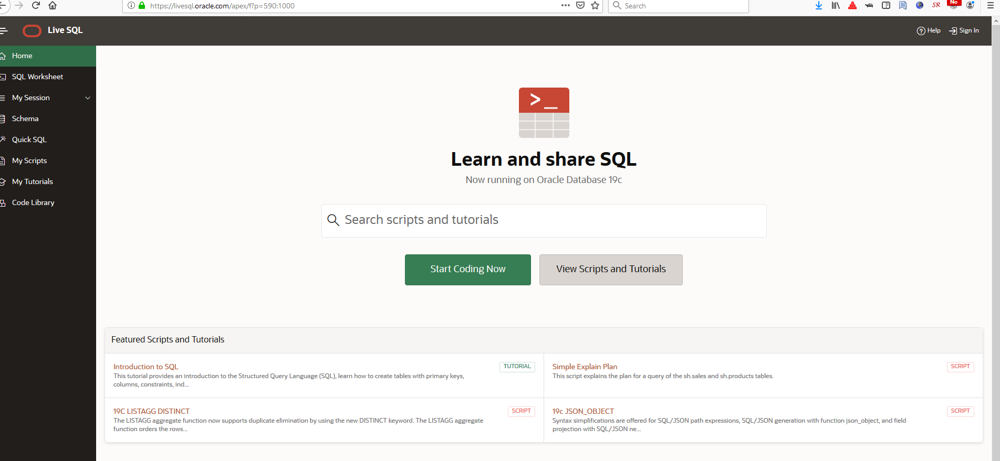 https://livesql.oracle.com/apex/f?p=590:1000
Search
SR
No
Live SQL
Help
Sign In
Home
SQL Worksheet
My Session
Schema
Quick SQL
My Scripts
My Tutorials
Code Library
>_
Learn and share SQL
Now running on Oracle Database 19c
Search scripts and tutorials
Start Coding Now
View Scripts and Tutorials
Featured Scripts and Tutorials
Introduction to SQL
TUTORIAL
This tutorial provides an introduction to the Structured Query Language (SQL), learn how to create tables with primary keys,
columns, constraints, ind...
Simple Explain Plan
SCRIPT
This script explains the plan for a query of the sh.sales and sh.products tables.
19C LISTAGG DISTINCT
SCRIPT
The LISTAGG aggregate function now supports duplicate elimination by using the new DISTINCT keyword. The LISTAGG aggregate
function orders the rows...
19c JSON_OBJECT
SCRIPT
Syntax simplifications are offered for SQL/JSON path expressions, SQL/JSON generation with function json_object, and field
projection with SQL/JSON ne...